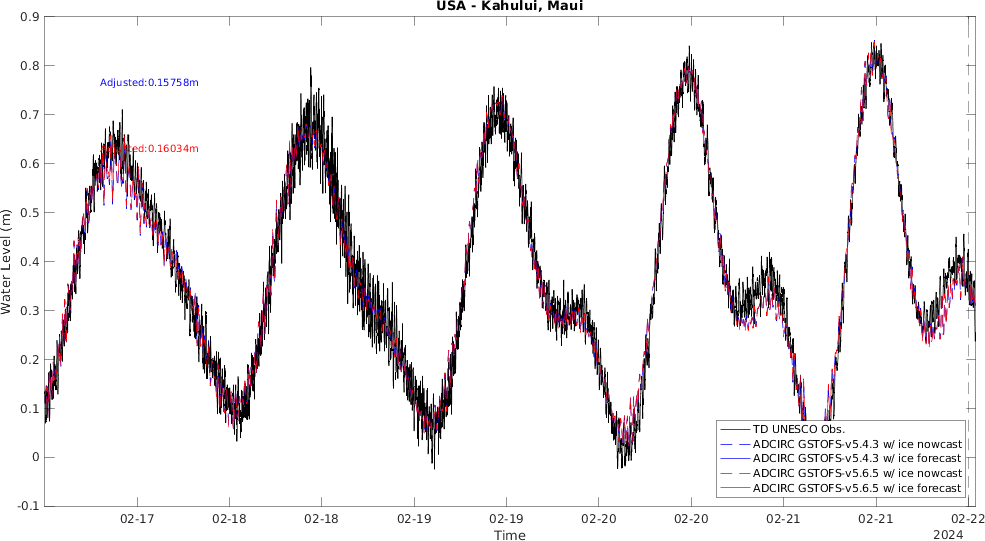 USA - Kahului, Maui
0.9
0.8
0.7
0.6
0.5
0.4
0.3
0.2
0.1
0
-0.1
Water Level (m)
Adjusted:0.15758m
Adjusted:0.16034m
TD UNESCO Obs.
ADCIRC GSTOFS-v5.4.3 w/ ice nowcast
ADCIRC GSTOFS-v5.4.3 w/ ice forecast
ADCIRC GSTOFS-v5.6.5 w/ ice nowcast
ADCIRC GSTOFS-v5.6.5 w/ ice forecast
02-17 02-18 02-18 02-19 02-19 02-20 02-20 02-21 02-21 02-22
Time
2024